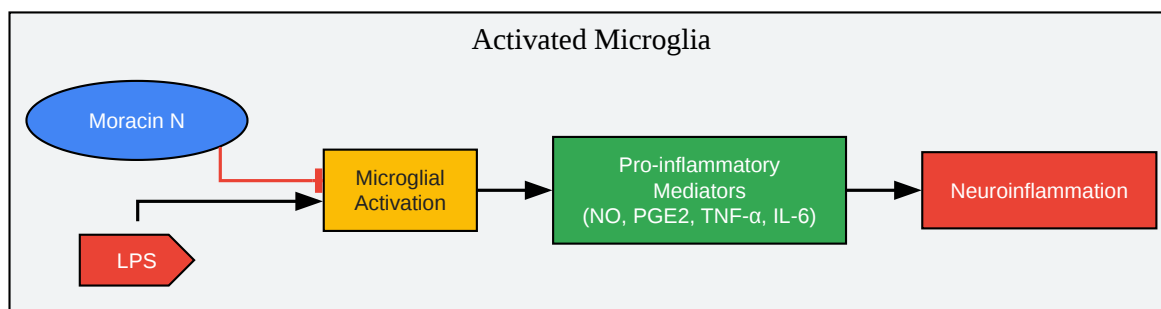 Activated Microglia
Moracin N
LPS
Microglial
Activation
Pro-inflammatory
Mediators
(NO, PGE2, TNF-α, IL-6)
Neuroinflammation